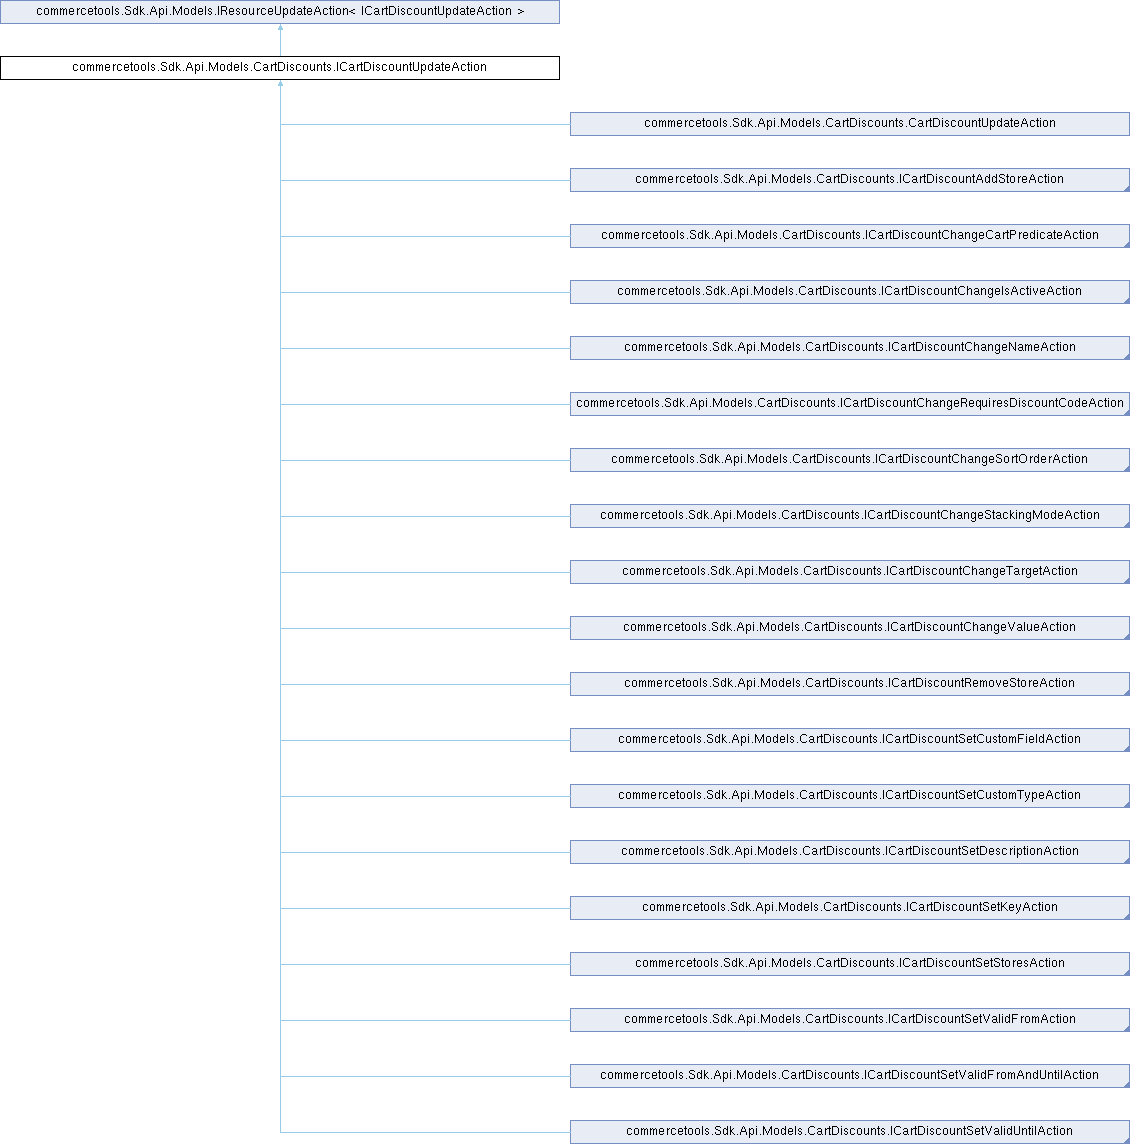 commercetools.Sdk.Api.Models.IResourceUpdateAction< ICartDiscountUpdateAction >
commercetools.Sdk.Api.Models.CartDiscounts.ICartDiscountUpdateAction
commercetools.Sdk.Api.Models.CartDiscounts.CartDiscountUpdateAction
commercetools.Sdk.Api.Models.CartDiscounts.ICartDiscountAddStoreAction
commercetools.Sdk.Api.Models.CartDiscounts.ICartDiscountChangeCartPredicateAction
commercetools.Sdk.Api.Models.CartDiscounts.ICartDiscountChangeIsActiveAction
commercetools.Sdk.Api.Models.CartDiscounts.ICartDiscountChangeNameAction
commercetools.Sdk.Api.Models.CartDiscounts.ICartDiscountChangeRequiresDiscountCodeAction
commercetools.Sdk.Api.Models.CartDiscounts.ICartDiscountChangeSortOrderAction
commercetools.Sdk.Api.Models.CartDiscounts.ICartDiscountChangeStackingModeAction
commercetools.Sdk.Api.Models.CartDiscounts.ICartDiscountChangeTargetAction
commercetools.Sdk.Api.Models.CartDiscounts.ICartDiscountChangeValueAction
commercetools.Sdk.Api.Models.CartDiscounts.ICartDiscountRemoveStoreAction
commercetools.Sdk.Api.Models.CartDiscounts.ICartDiscountSetCustomFieldAction
commercetools.Sdk.Api.Models.CartDiscounts.ICartDiscountSetCustomTypeAction
commercetools.Sdk.Api.Models.CartDiscounts.ICartDiscountSetDescriptionAction
commercetools.Sdk.Api.Models.CartDiscounts.ICartDiscountSetKeyAction
commercetools.Sdk.Api.Models.CartDiscounts.ICartDiscountSetStoresAction
commercetools.Sdk.Api.Models.CartDiscounts.ICartDiscountSetValidFromAction
commercetools.Sdk.Api.Models.CartDiscounts.ICartDiscountSetValidFromAndUntilAction
commercetools.Sdk.Api.Models.CartDiscounts.ICartDiscountSetValidUntilAction